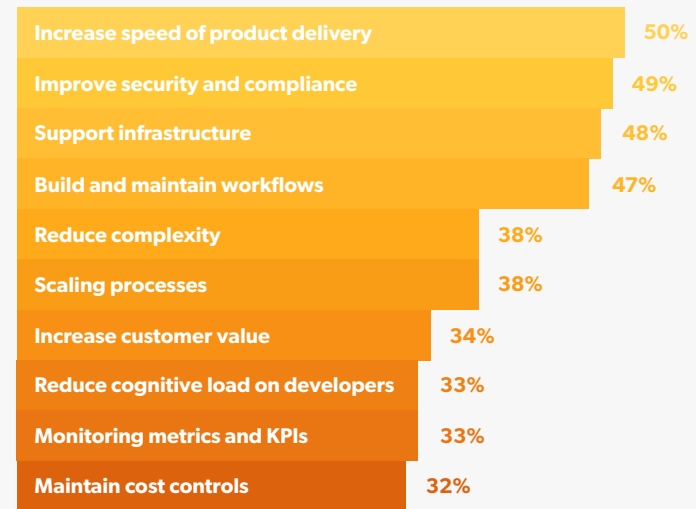 Increase speed of product delivery 50%
Improve security and compliance 49%
Support infrastructure 48%
Build and maintain workflows 47%
Reduce complexity 38%
Scaling processes 38%
Increase customer value 34%
Reduce cognitive load on developers 33%
Monitoring metrics and KPIs 33%
Maintain cost controls 32%